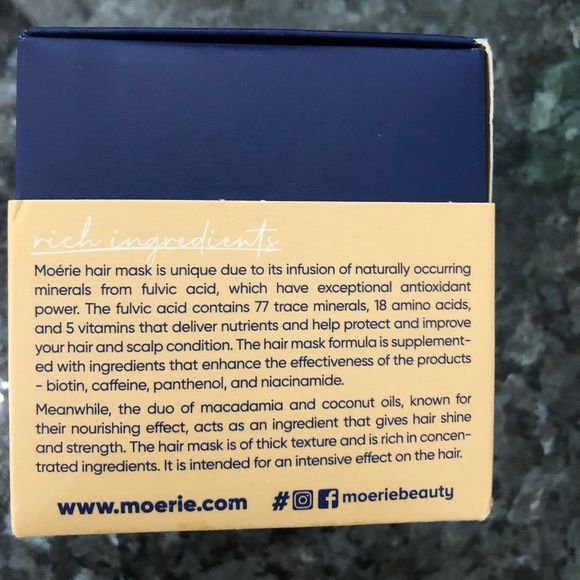 rich ingredients
Moérie hair mask is unique due to its infusion of naturally occurring
minerals from fulvic acid, which have exceptional antioxidant
power. The fulvic acid contains 77 trace minerals, 18 amino acids,
and 5 vitamins that deliver nutrients and help protect and improve
your hair and scalp condition. The hair mask formula is supplement-
ed with ingredients that enhance the effectiveness of the products
- biotin, caffeine, panthenol, and niacinamide.
Meanwhile, the duo of macadamia and coconut oils, known for
their nourishing effect, acts as an ingredient that gives hair shine
and strength. The hair mask is of thick texture and is rich in concen-
trated ingredients. It is intended for an intensive effect on the hair.
www.moerie.com # moeriebeauty